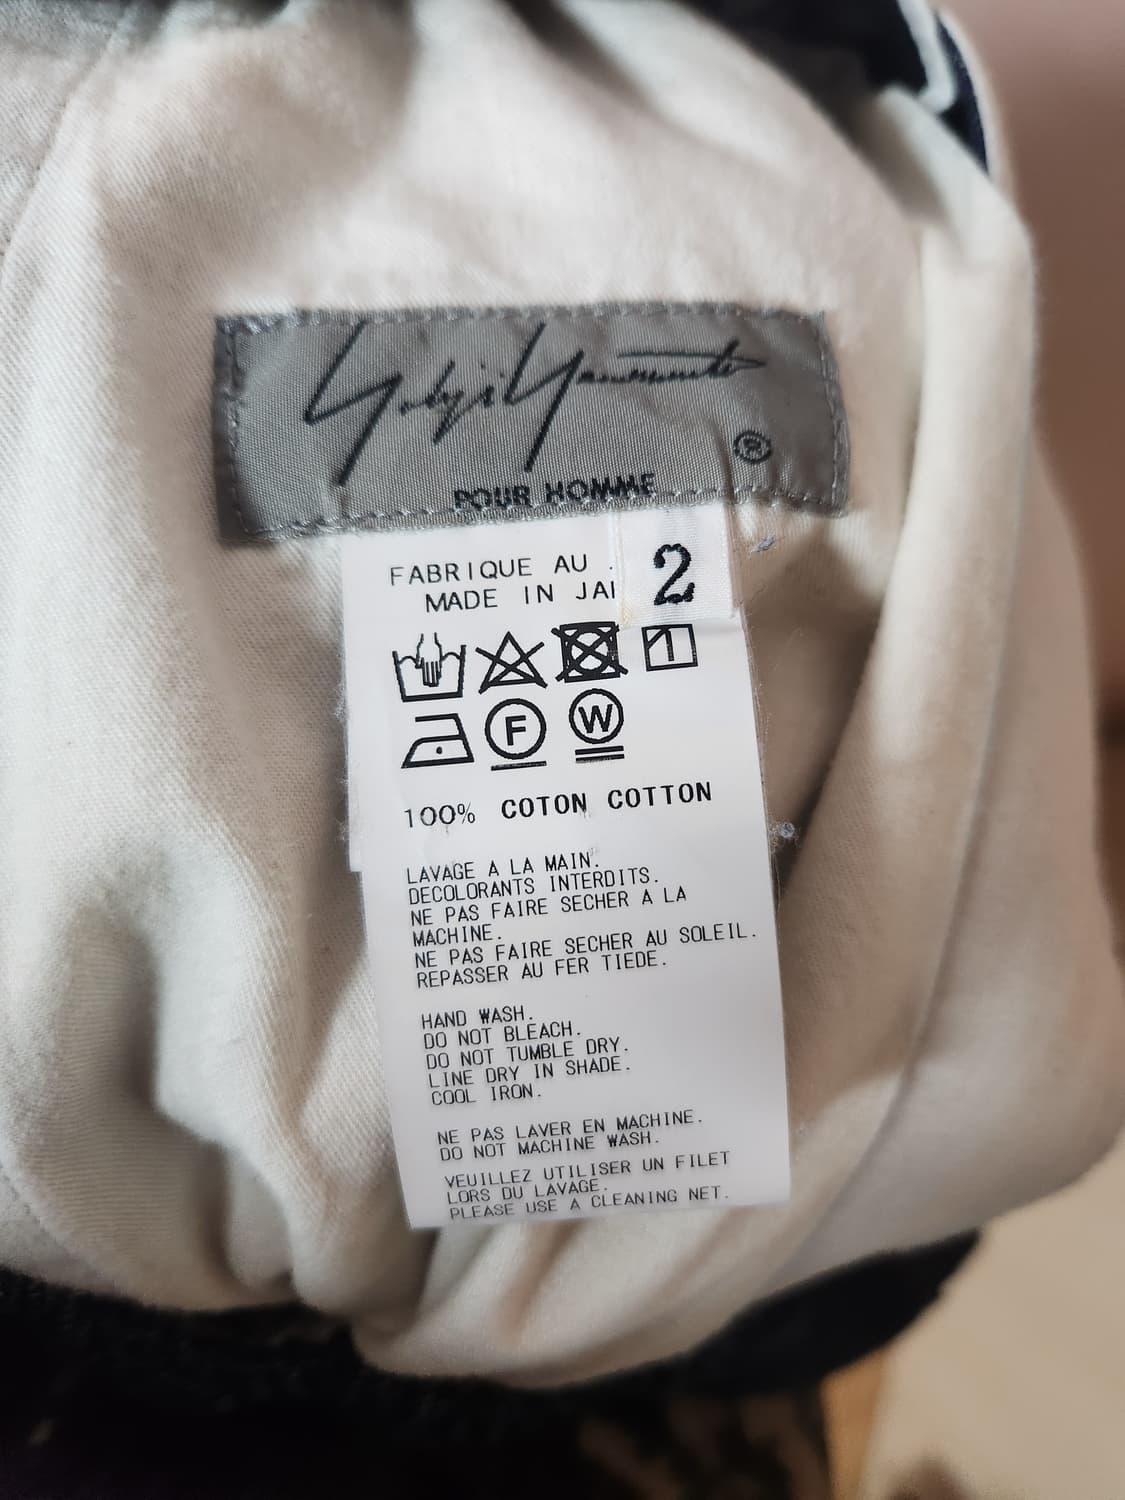 Yohji Yamamoto
®
POUR HOMME
2
FABRIQUE AU
MADE IN JA
F W
100% COTON COTTON
LAVAGE A LA MAIN.
DECOLORANTS INTERDITS.
NE PAS FAIRE SECHER A LA
MACHINE.
NE PAS FAIRE SECHER AU SOLEIL.
REPASSER AU FER TIEDE.
HAND WASH.
DO NOT BLEACH.
DO NOT TUMBLE DRY.
LINE DRY IN SHADE.
COOL IRON.
NE PAS LAVER EN MACHINE.
DO NOT MACHINE WASH.
VEUILLEZ UTILISER UN FILET
LORS DU LAVAGE.
PLEASE USE A CLEANING NET.